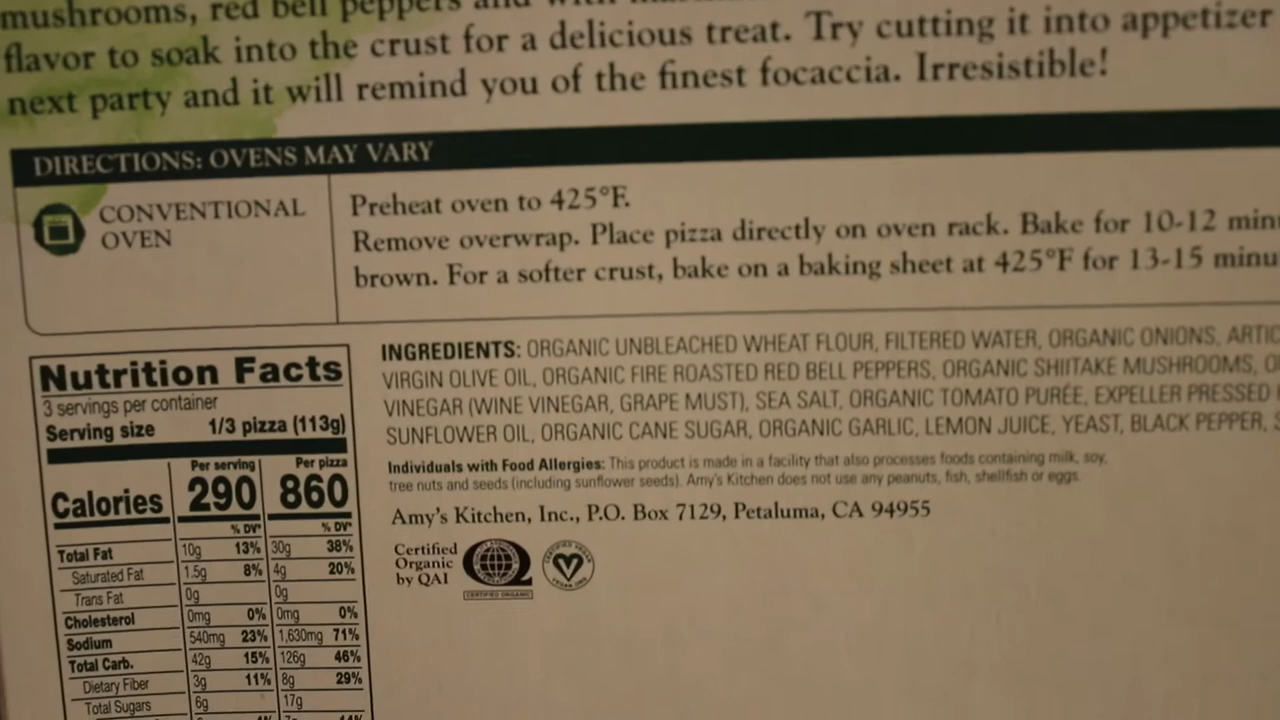 mushrooms, red bell peppers and with
flavor to soak into the crust for a delicious treat. Try cutting it into appetizer
next party and it will remind you of the finest focaccia. Irresistible!
DIRECTIONS: OVENS MAY VARY
CONVENTIONAL
OVEN
Preheat oven to 425°F.
Remove overwrap. Place pizza directly on oven rack. Bake for 10-12 min
brown. For a softer crust, bake on a baking sheet at 425°F for 13-15 minu
Nutrition Facts
3 servings per container
Serving size 1/3 pizza (113g)
Per serving Per pizza
Calories 290 860
% DV* % DV*
Total Fat 10g 13% 30g 38%
Saturated Fat 1.5g 8% 4g 20%
Trans Fat 0g 0g
Cholesterol 0mg 0% 0mg 0%
Sodium 540mg 23% 1,630mg 71%
Total Carb. 42g 15% 126g 46%
Dietary Fiber 3g 11% 8g 29%
Total Sugars 6g 17g
INGREDIENTS: ORGANIC UNBLEACHED WHEAT FLOUR, FILTERED WATER, ORGANIC ONIONS, ARTIC
VIRGIN OLIVE OIL, ORGANIC FIRE ROASTED RED BELL PEPPERS, ORGANIC SHIITAKE MUSHROOMS,
VINEGAR (WINE VINEGAR, GRAPE MUST), SEA SALT, ORGANIC TOMATO PURÉE, EXPELLER PRESSED
SUNFLOWER OIL, ORGANIC CANE SUGAR, ORGANIC GARLIC, LEMON JUICE, YEAST, BLACK PEPPER,
Individuals with Food Allergies: This product is made in a facility that also processes foods containing milk, soy,
tree nuts and seeds (including sunflower seeds). Amy's Kitchen does not use any peanuts, fish, shellfish or eggs.
Amy's Kitchen, Inc., P.O. Box 7129, Petaluma, CA 94955
Certified
Organic
by QAI
CERTIFIED ORGANIC
CERTIFIED VEGAN
VEGAN.ORG